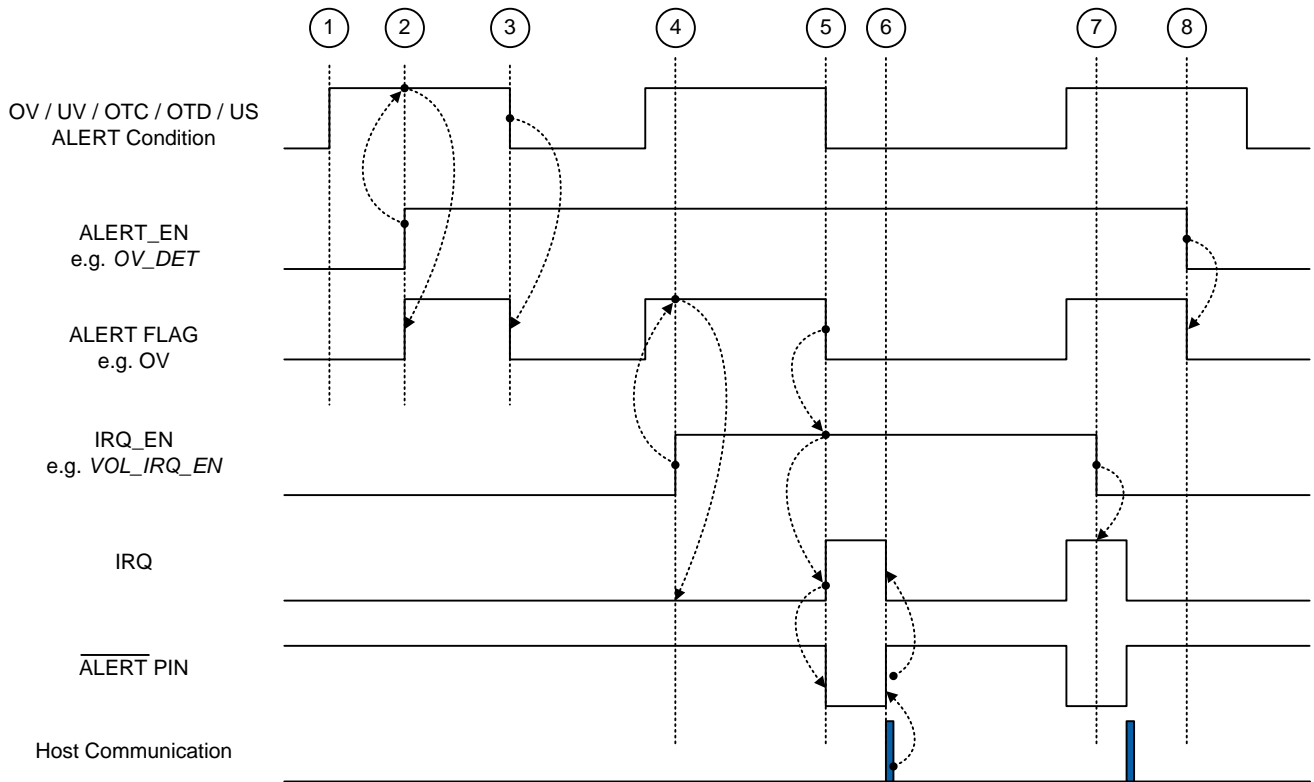 1 2 3 4 5 6 7 8
OV / UV / OTC / OTD / US
ALERT Condition
ALERT_EN
e.g. OV_DET
ALERT FLAG
e.g. OV
IRQ_EN
e.g. VOL_IRQ_EN
IRQ
ALERT PIN
Host Communication